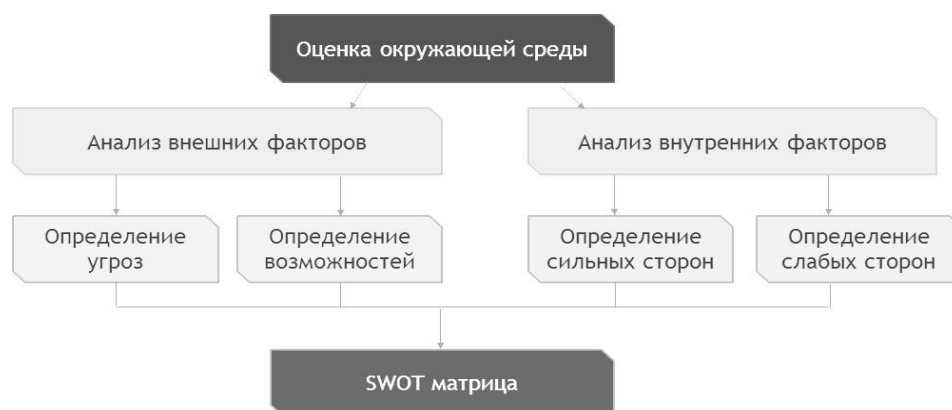 Оценка окружающей среды
Анализ внешних факторов
Анализ внутренних факторов
Определение
угроз
Определение
возможностей
Определение
сильных сторон
Определение
слабых сторон
SWOT матрица